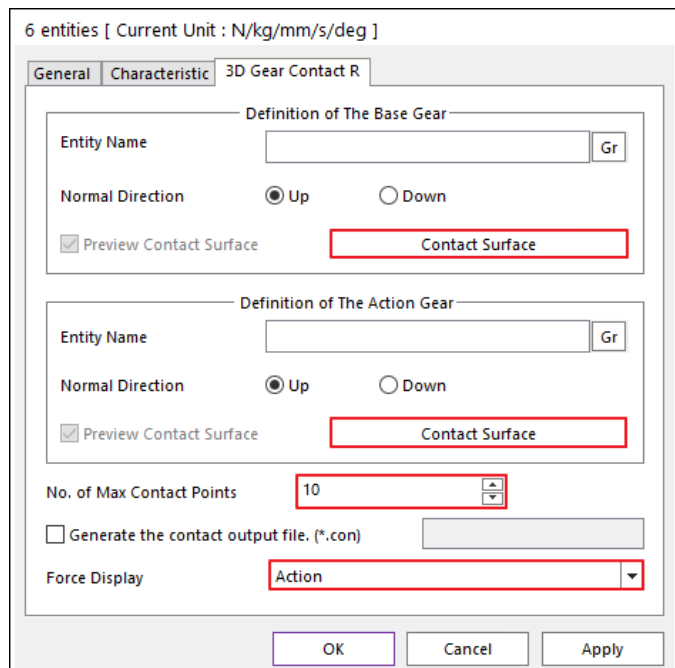 6 entities [ Current Unit : N/kg/mm/s/deg ]
General Characteristic 3D Gear Contact R
Definition of The Base Gear
Entity Name Gr
Normal Direction Up Down
Preview Contact Surface Contact Surface
Definition of The Action Gear
Entity Name Gr
Normal Direction Up Down
Preview Contact Surface Contact Surface
No. of Max Contact Points 10
Generate the contact output file. (*.con)
Force Display Action
OK Cancel Apply